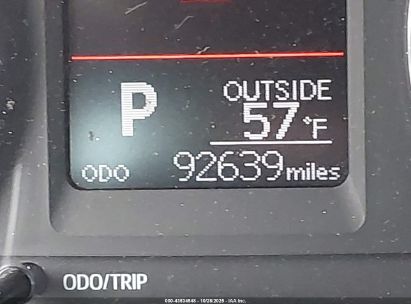 P OUTSIDE
57°F
ODO 92639 miles
ODO/TRIP